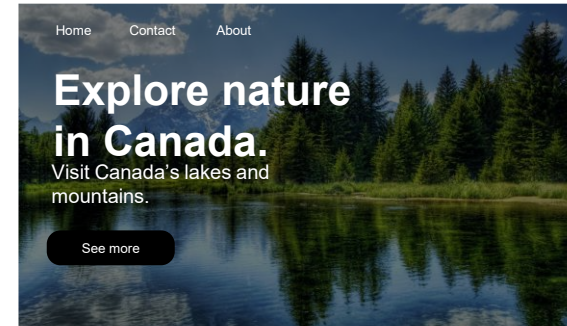 Home Contact About
Explore nature
in Canada.
Visit Canada’s lakes and
mountains.
See more